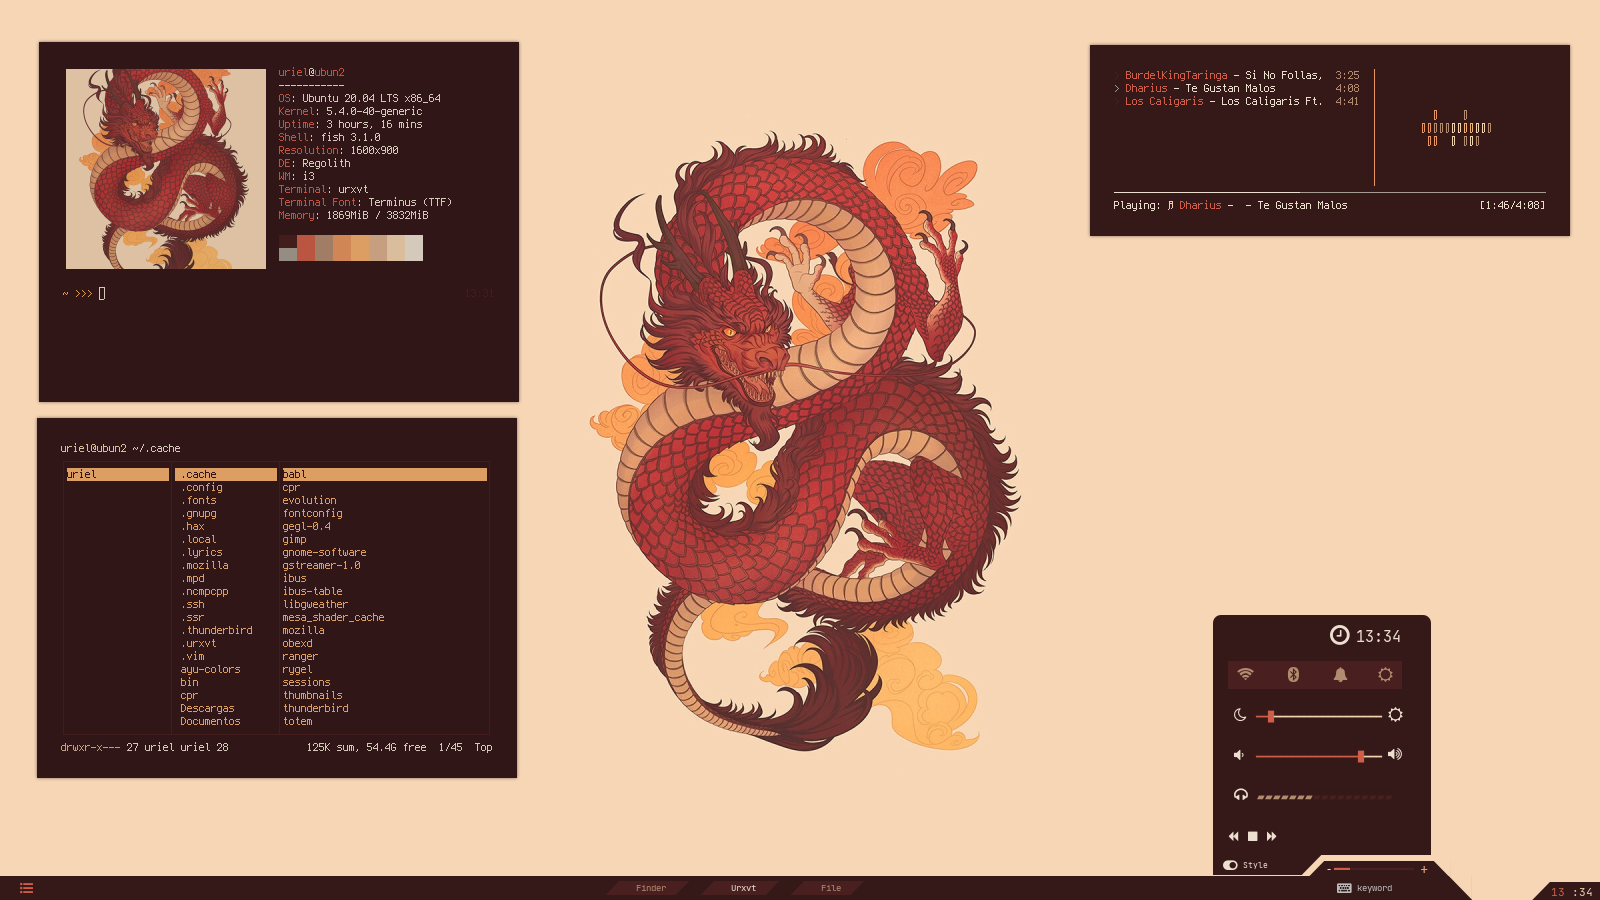 uriel@ubun2
-----------
OS: Ubuntu 20.04 LTS x86_64
Kernel: 5.4.0-40-generic
Uptime: 3 hours, 16 mins
Shell: fish 3.1.0
Resolution: 1600x900
DE: Regolith
WM: i3
Terminal: urxvt
Terminal Font: Terminus (TTF)
Memory: 1869MiB / 3832MiB
~ >>>
uriel@ubun2 ~/.cache
uriel .cache babl
.config cpr
.fonts evolution
.gnupg fontconfig
.hax gegl-0.4
.local gimp
.lyrics gnome-software
.mozilla gstreamer-1.0
.mpd ibus
.ncmpcpp ibus-table
.ssh libgweather
.ssr mesa_shader_cache
.thunderbird mozilla
.urxvt obexd
.vim ranger
ayu-colors rygel
bin sessions
cpr thumbnails
Descargas thunderbird
Documentos totem
drwxr-x--- 27 uriel uriel 28 125K sum, 54.4G free 1/45 Top
BurdelKingTaringa - Si No Follas, 3:25
> Dharius - Te Gustan Malos 4:08
Los Caligaris - Los Caligaris Ft. 4:41
Playing: Dharius - - Te Gustan Malos [1:46/4:08]
13:34
Style
- +
Finder Urxvt File keyword 13 :34